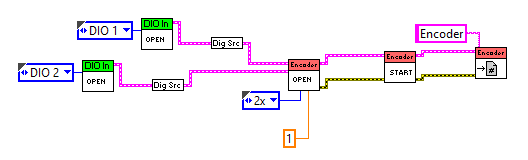 DIO 1
DIO In
OPEN
Dig Src
Encoder
DIO 2
DIO In
OPEN
Dig Src
Encoder
OPEN
Encoder
START
Encoder
#
2x
1